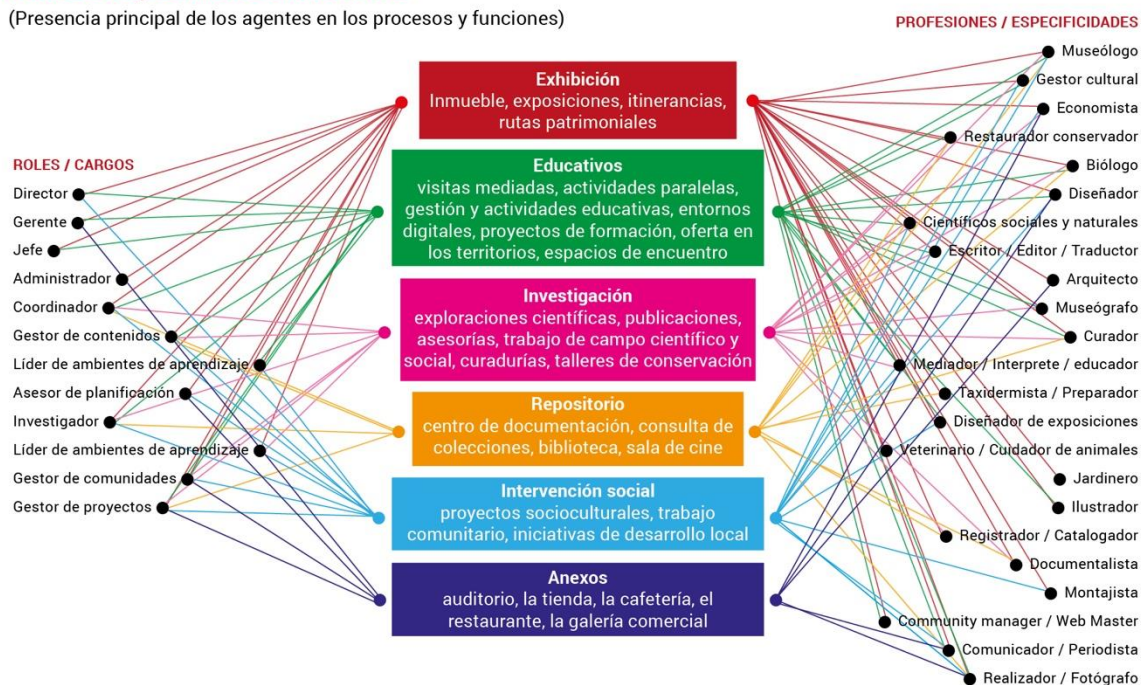 (Presencia principal de los agentes en los procesos y funciones)
ROLES / CARGOS
Director
Gerente
Jefe
Administrador
Coordinador
Gestor de contenidos
Líder de ambientes de aprendizaje
Asesor de planificación
Investigador
Líder de ambientes de aprendizaje
Gestor de comunidades
Gestor de proyectos
Exhibición
Inmueble, exposiciones, itinerancias,
rutas patrimoniales
Educativos
visitas mediadas, actividades paralelas,
gestión y actividades educativas, entornos
digitales, proyectos de formación, oferta en
los territorios, espacios de encuentro
Investigación
exploraciones científicas, publicaciones,
asesorías, trabajo de campo científico y
social, curadurías, talleres de conservación
Repositorio
centro de documentación, consulta de
colecciones, biblioteca, sala de cine
Intervención social
proyectos socioculturales, trabajo
comunitario, iniciativas de desarrollo local
Anexos
auditorio, la tienda, la cafetería, el
restaurante, la galería comercial
PROFESIONES / ESPECIFICIDADES
Museólogo
Gestor cultural
Economista
Restaurador conservador
Biólogo
Diseñador
Científicos sociales y naturales
Escritor / Editor / Traductor
Arquitecto
Museógrafo
Curador
Mediador / Interprete / educador
Taxidermista / Preparador
Diseñador de exposiciones
Veterinario / Cuidador de animales
Jardinero
Ilustrador
Registrador / Catalogador
Documentalista
Montajista
Community manager / Web Master
Comunicador / Periodista
Realizador / Fotógrafo